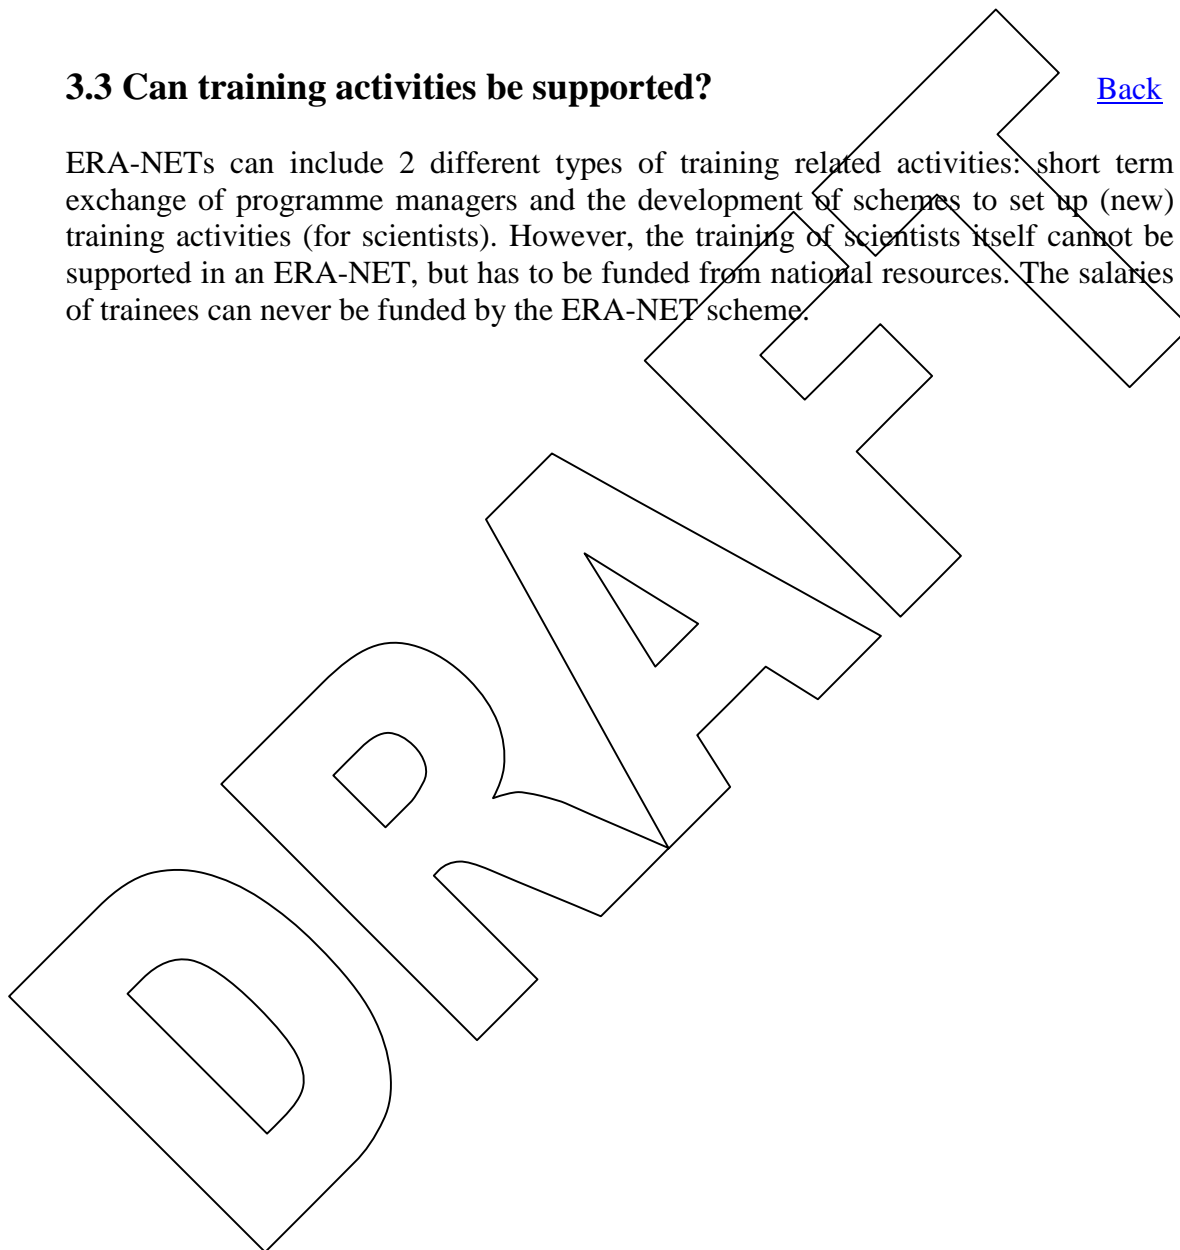 3.3 Can training activities be supported? Back
ERA-NETs can include 2 different types of training related activities: short term
exchange of programme managers and the development of schemes to set up (new)
training activities (for scientists). However, the training of scientists itself cannot be
supported in an ERA-NET, but has to be funded from national resources. The salaries
of trainees can never be funded by the ERA-NET scheme.
DRAFT